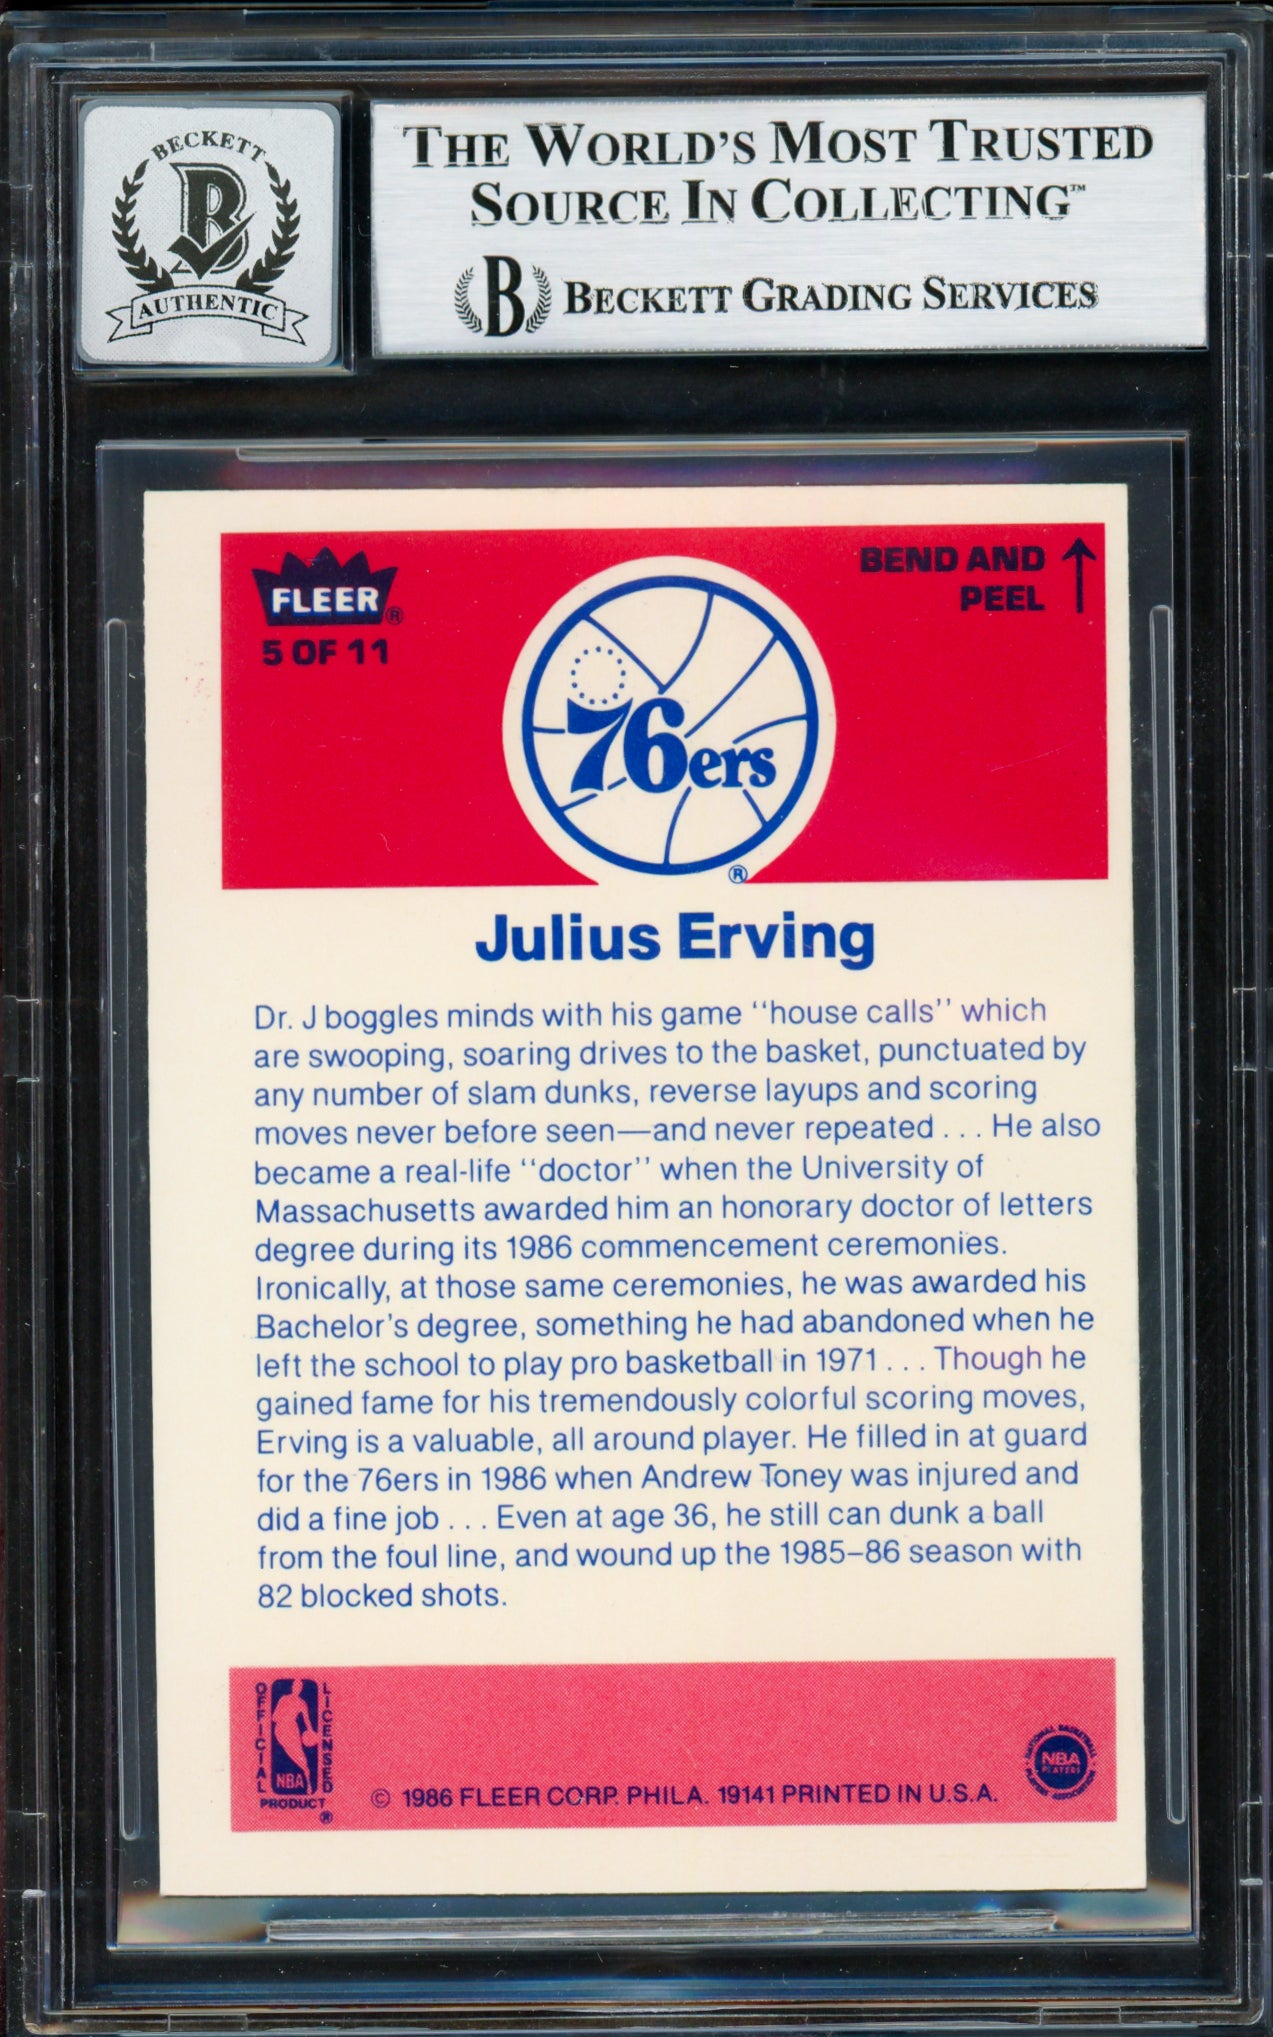 BECKETT
B
AUTHENTIC
THE WORLD'S MOST TRUSTED
SOURCE IN COLLECTING™
B BECKETT GRADING SERVICES
FLEER®
5 OF 11
BEND AND
PEEL
76ers
®
Julius Erving
Dr. J boggles minds with his game ‘‘house calls’’ which
are swooping, soaring drives to the basket, punctuated by
any number of slam dunks, reverse layups and scoring
moves never before seen—and never repeated . . . He also
became a real-life ‘‘doctor’’ when the University of
Massachusetts awarded him an honorary doctor of letters
degree during its 1986 commencement ceremonies.
Ironically, at those same ceremonies, he was awarded his
Bachelor's degree, something he had abandoned when he
left the school to play pro basketball in 1971 . . . Though he
gained fame for his tremendously colorful scoring moves,
Erving is a valuable, all around player. He filled in at guard
for the 76ers in 1986 when Andrew Toney was injured and
did a fine job . . . Even at age 36, he still can dunk a ball
from the foul line, and wound up the 1985–86 season with
82 blocked shots.
OFFICIAL
LICENSED
NBA
PRODUCT
®
© 1986 FLEER CORP. PHILA. 19141 PRINTED IN U.S.A.
NATIONAL BASKETBALL
NBA
PLAYERS
PLAYERS ASSOCIATION